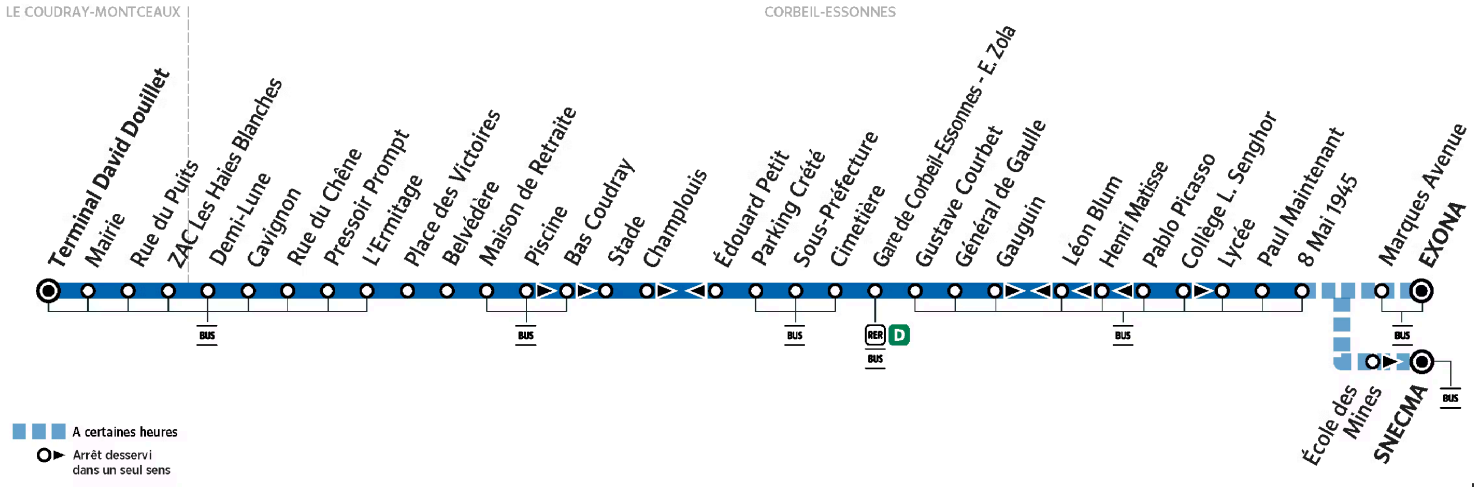 LE COUDRAY-MONTCEAUX
CORBEIL-ESSONNES
Terminal David Douillet
Mairie
Rue du Puits
ZAC Les Haies Blanches
Demi-Lune
Cavignon
Rue du Chêne
Pressoir Prompt
L'Ermitage
Place des Victoires
Belvédère
Maison de Retraite
Piscine
Bas Coudray
Stade
Champlouis
Édouard Petit
Parking Crété
Sous-Préfecture
Cimetière
Gare de Corbeil-Essonnes - E. Zola
Gustave Courbet
Général de Gaulle
Gauguin
Léon Blum
Henri Matisse
Pablo Picasso
Collège L. Senghor
Lycée
Paul Maintenant
8 Mai 1945
Marques Avenue
EXONA
BUS
BUS
BUS
RER D
BUS
BUS
BUS
École des
Mines
SNECMA
BUS
A certaines heures
Arrêt desservi
dans un seul sens